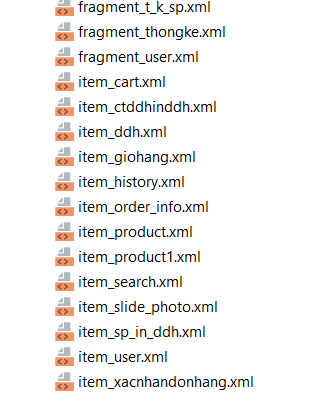 fragment_t_k_sp.xml
fragment_thongke.xml
fragment_user.xml
item_cart.xml
item_ctddhinddh.xml
item_ddh.xml
item_giohang.xml
item_history.xml
item_order_info.xml
item_product.xml
item_product1.xml
item_search.xml
item_slide_photo.xml
item_sp_in_ddh.xml
item_user.xml
item_xacnhandonhang.xml